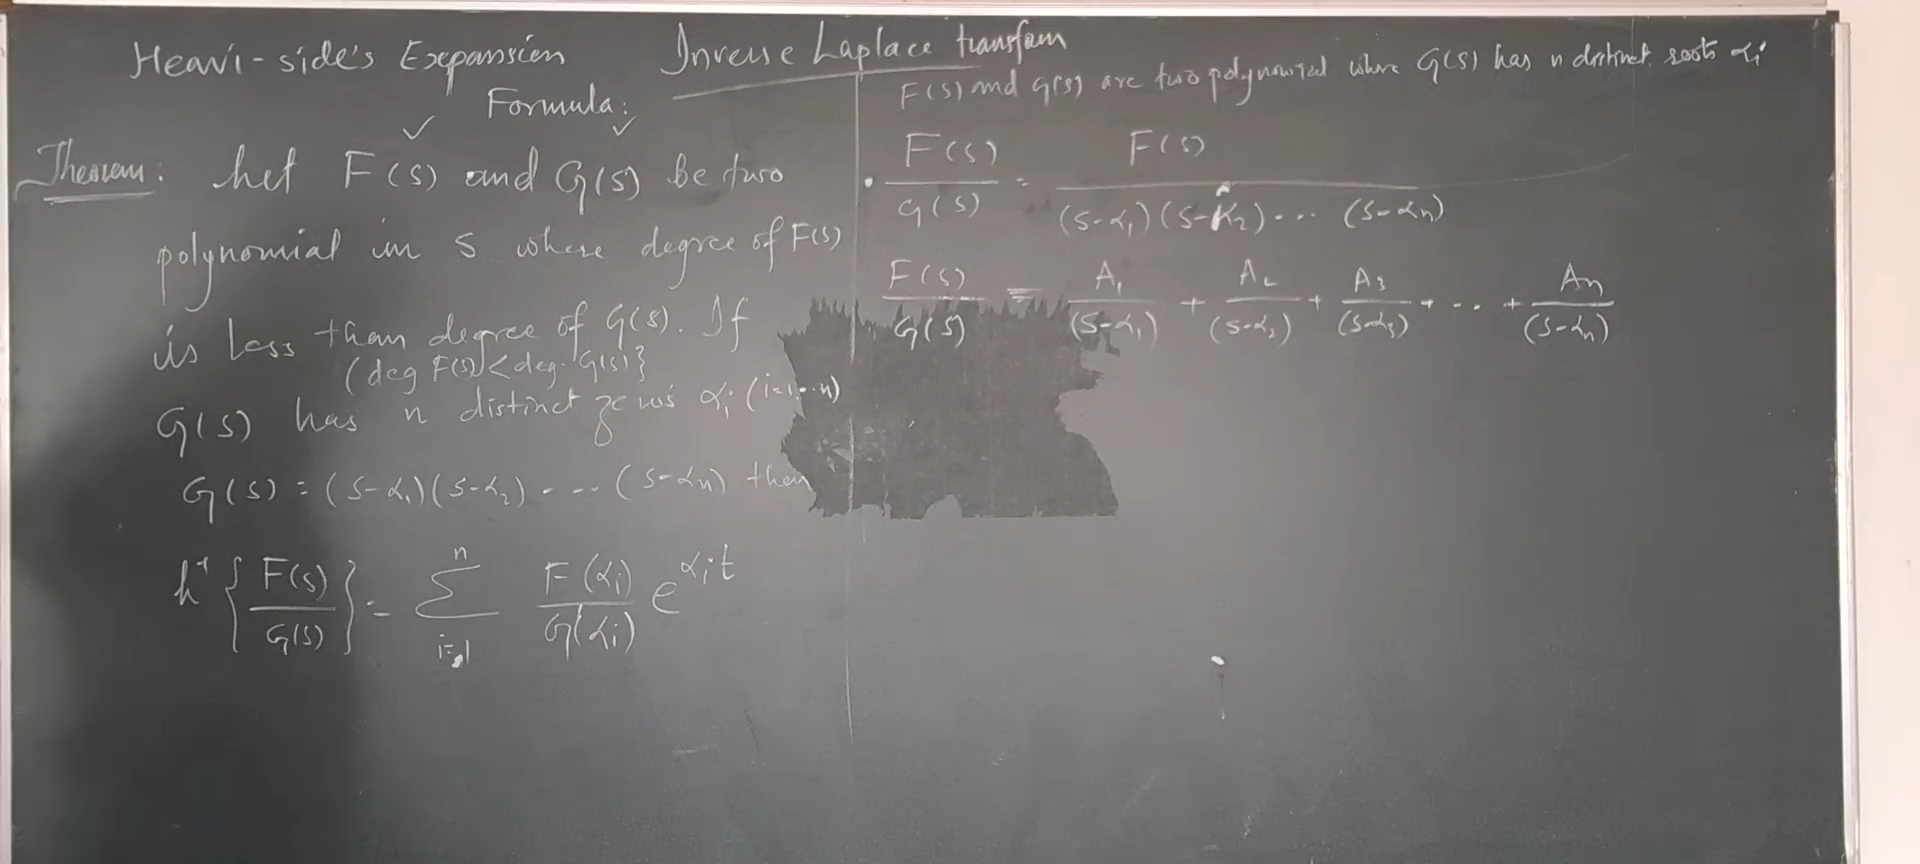 Inverse Laplace transform
Heavi-side's Expansion
Formula:
Theorem: Let F(s) and G(s) be two
polynomial in s where degree of F(s)
is less than degree of G(s). If
(deg F(s) < deg. G(s)}
G(s) has n distinct zeros αi (i=1...n)
G(s) = (s-α₁)(s-α₂) - - - (s-αn) then
L⁻¹ { F(s) / G(s) } = Σ i=1 n F(αi) / G'(αi) e^αit
F(s) and G(s) are two polynomial where G(s) has n distinct roots αi
F(s) / G(s) = F(s) / (s-α₁)(s-α₂)... (s-αn)
F(s) / G(s) = A₁ / (s-α₁) + A₂ / (s-α₂) + A₃ / (s-α₃) + ... + An / (s-αn)